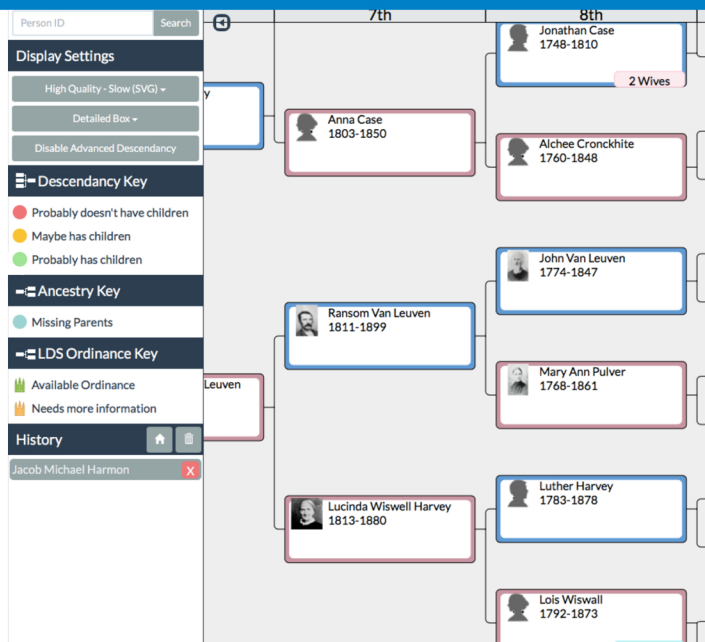 Person ID
Search
Display Settings
High Quality - Slow (SVG)
Detailed Box
Disable Advanced Descendancy
Descendancy Key
Probably doesn't have children
Maybe has children
Probably has children
Ancestry Key
Missing Parents
LDS Ordinance Key
Available Ordinance
Needs more information
History
Jacob Michael Harmon
X
7th
8th
y
Leuven
Anna Case
1803-1850
Ransom Van Leuven
1811-1899
Lucinda Wiswell Harvey
1813-1880
Jonathan Case
1748-1810
2 Wives
Alchee Cronckhite
1760-1848
John Van Leuven
1774-1847
Mary Ann Pulver
1768-1861
Luther Harvey
1783-1878
Lois Wiswall
1792-1873